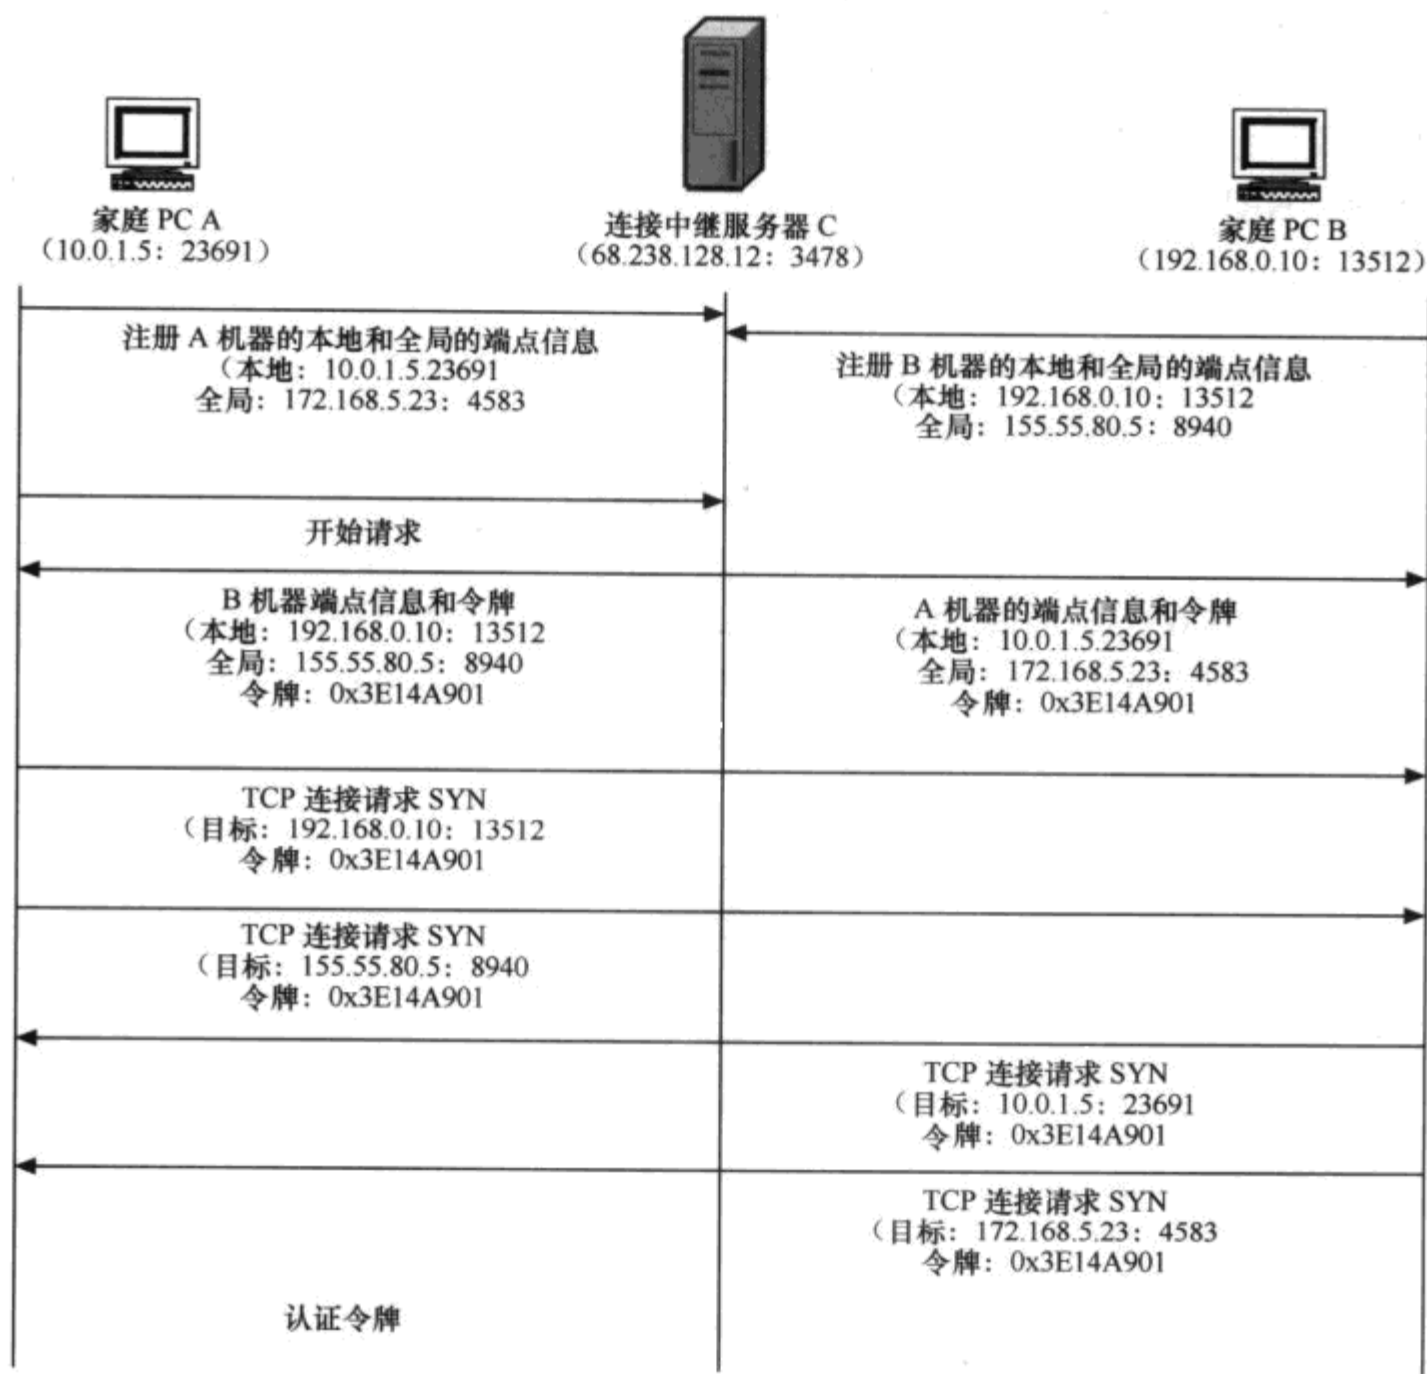 家庭 PC A
(10.0.1.5：23691)
连接中继服务器 C
(68.238.128.12：3478)
家庭 PC B
(192.168.0.10：13512)
注册 A 机器的本地和全局的端点信息
(本地：10.0.1.5.23691
全局：172.168.5.23：4583
注册 B 机器的本地和全局的端点信息
(本地：192.168.0.10：13512
全局：155.55.80.5：8940
开始请求
B 机器端点信息和令牌
(本地：192.168.0.10：13512
全局：155.55.80.5：8940
令牌：0x3E14A901
A 机器的端点信息和令牌
(本地：10.0.1.5.23691
全局：172.168.5.23：4583
令牌：0x3E14A901
TCP 连接请求 SYN
(目标：192.168.0.10：13512
令牌：0x3E14A901
TCP 连接请求 SYN
(目标：155.55.80.5：8940
令牌：0x3E14A901
TCP 连接请求 SYN
(目标：10.0.1.5：23691
令牌：0x3E14A901
TCP 连接请求 SYN
(目标：172.168.5.23：4583
令牌：0x3E14A901
认证令牌